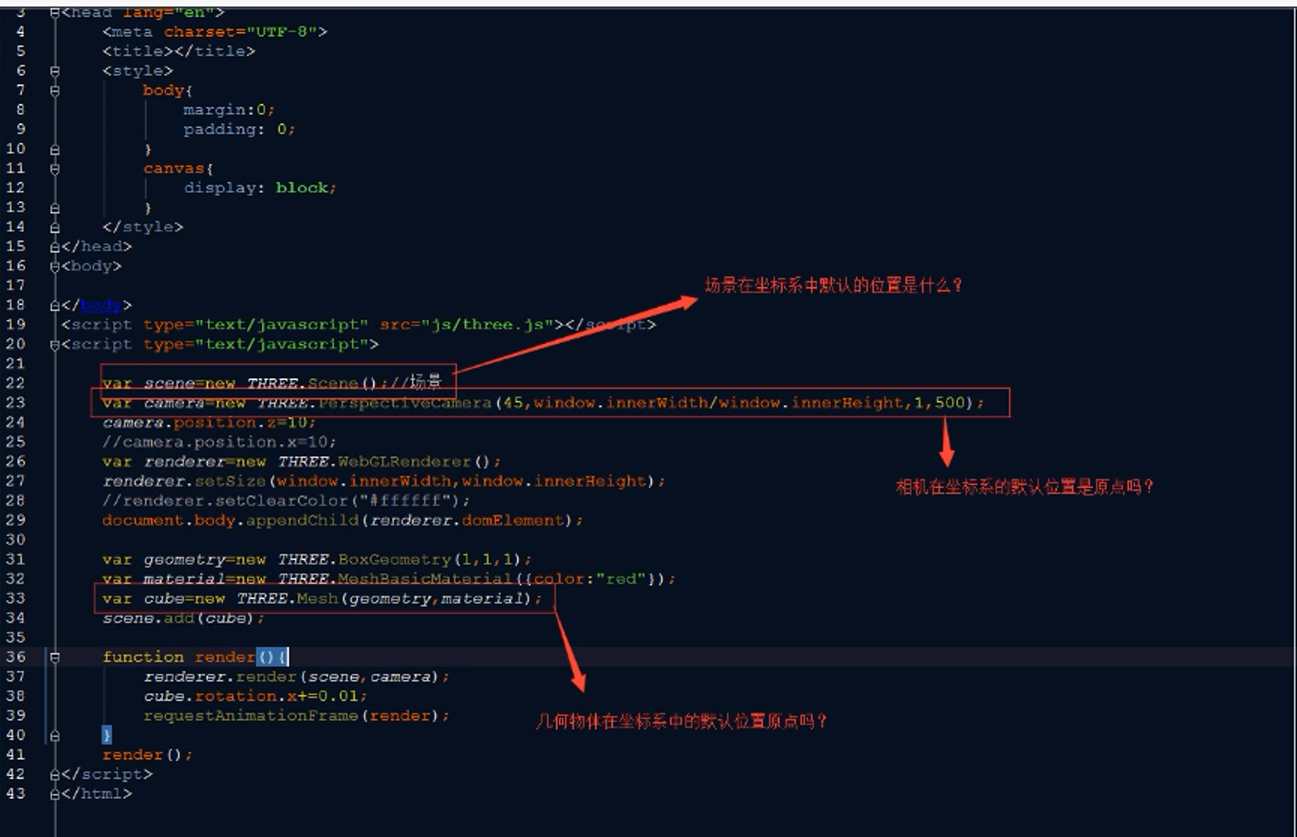 3 <head lang="en">
4 <meta charset="UTF-8">
5 <title></title>
6 <style>
7 body{
8 margin:0;
9 padding: 0;
10 }
11 canvas{
12 display: block;
13 }
14 </style>
15 </head>
16 <body>
17
场景在坐标系中默认的位置是什么?
18 </body>
19 <script type="text/javascript" src="js/three.js"></script>
20 <script type="text/javascript">
21
22 var scene=new THREE.Scene();//场景
23 var camera=new THREE.PerspectiveCamera(45,window.innerWidth/window.innerHeight,1,500);
24 camera.position.z=10;
25 //camera.position.x=10;
26 var renderer=new THREE.WebGLRenderer();
27 renderer.setSize(window.innerWidth,window.innerHeight);
相机在坐标系的默认位置是原点吗?
28 //renderer.setClearColor("#ffffff");
29 document.body.appendChild(renderer.domElement);
30
31 var geometry=new THREE.BoxGeometry(1,1,1);
32 var material=new THREE.MeshBasicMaterial({color:"red"});
33 var cube=new THREE.Mesh(geometry,material);
34 scene.add(cube);
35
36 function render(){
37 renderer.render(scene,camera);
38 cube.rotation.x+=0.01;
39 requestAnimationFrame(render);
几何物体在坐标系中的默认位置原点吗?
40 }
41 render();
42 </script>
43 </html>